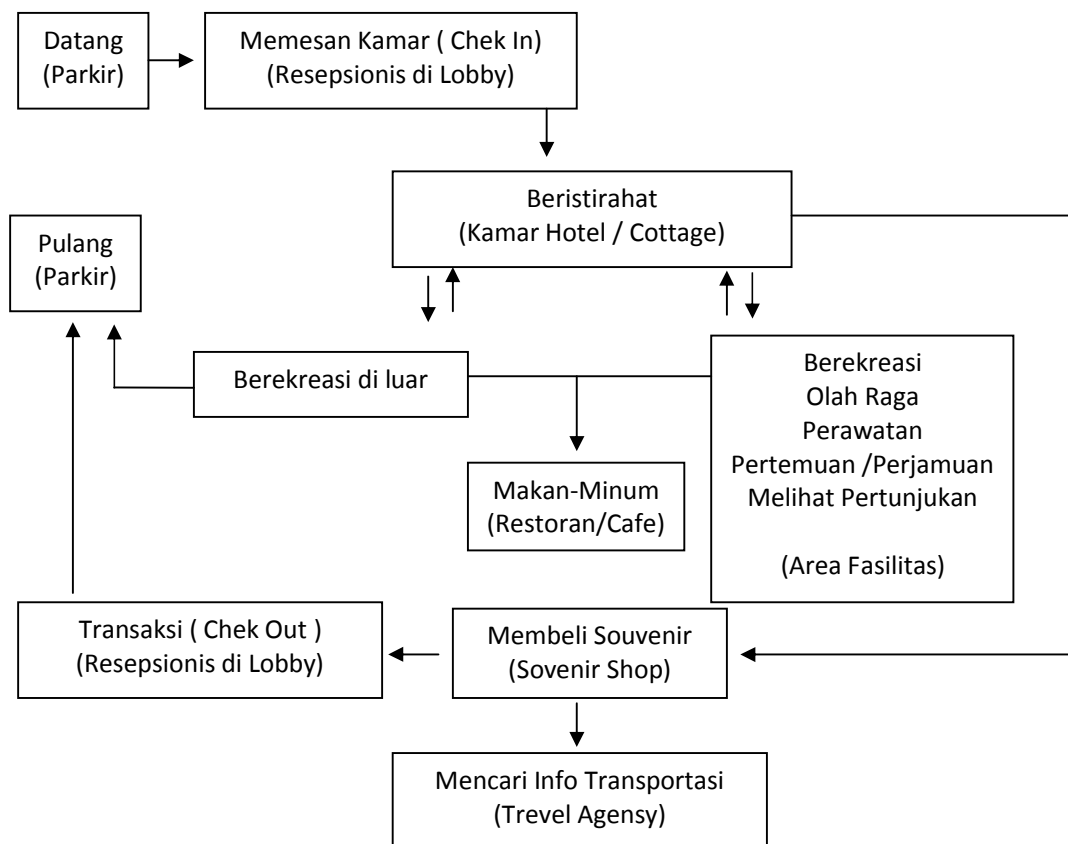 Datang
(Parkir)
Memesan Kamar ( Chek In)
(Resepsionis di Lobby)
Beristirahat
(Kamar Hotel / Cottage)
Pulang
(Parkir)
Berekreasi di luar
Berekreasi
Olah Raga
Perawatan
Pertemuan /Perjamuan
Melihat Pertunjukan
(Area Fasilitas)
Makan-Minum
(Restoran/Cafe)
Transaksi ( Chek Out )
(Resepsionis di Lobby)
Membeli Souvenir
(Sovenir Shop)
Mencari Info Transportasi
(Trevel Agensy)